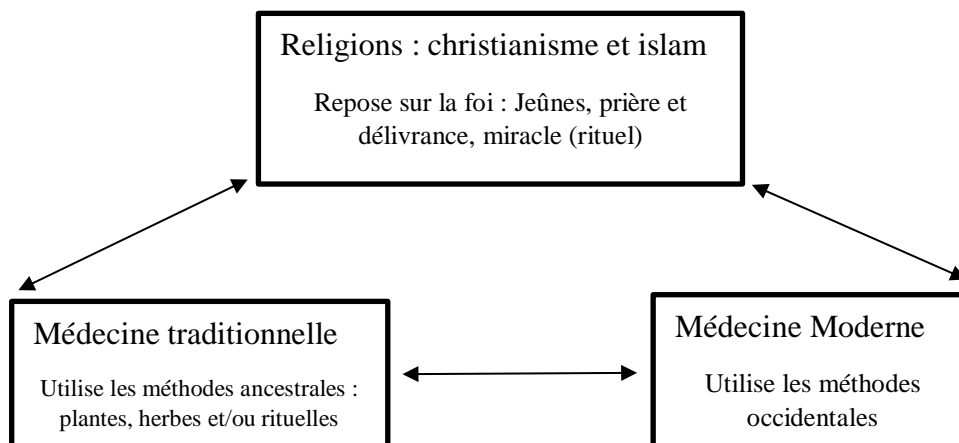 Religions : christianisme et islam
Repose sur la foi : Jeûnes, prière et
délivrance, miracle (rituel)
Médecine traditionnelle
Utilise les méthodes ancestrales :
plantes, herbes et/ou rituelles
Médecine Moderne
Utilise les méthodes
occidentales